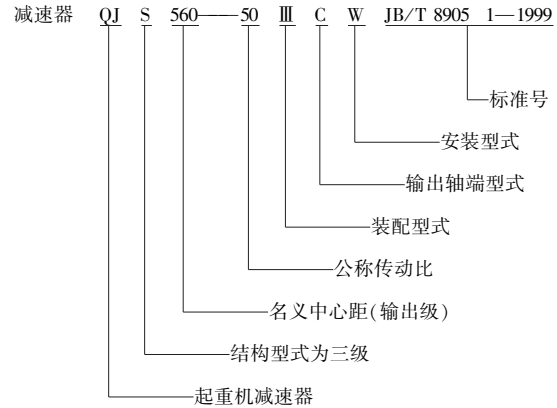 减速器 QJ S 560——50 Ⅲ C W JB/T 8905 1—1999
标准号
安装型式
输出轴端型式
装配型式
公称传动比
名义中心距(输出级)
结构型式为三级
起重机减速器